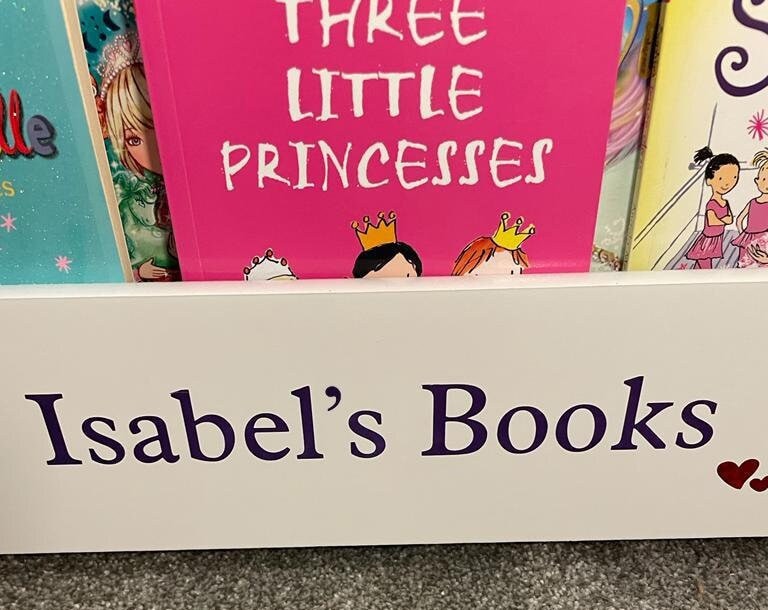 THREE
LITTLE
PRINCESSES
Isabel's Books